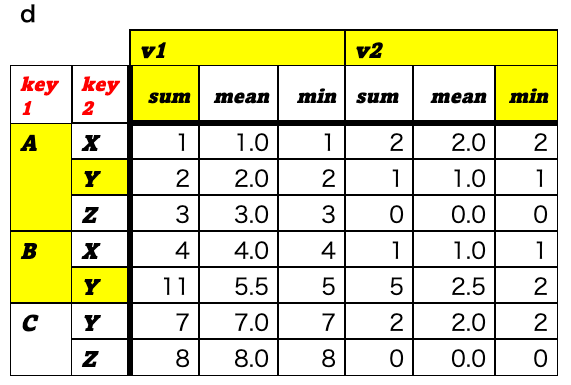 d
v1 v2
key 1 key 2 sum mean min sum mean min
A X 1 1.0 1 2 2.0 2
Y 2 2.0 2 1 1.0 1
Z 3 3.0 3 0 0.0 0
B X 4 4.0 4 1 1.0 1
Y 11 5.5 5 5 2.5 2
C Y 7 7.0 7 2 2.0 2
Z 8 8.0 8 0 0.0 0